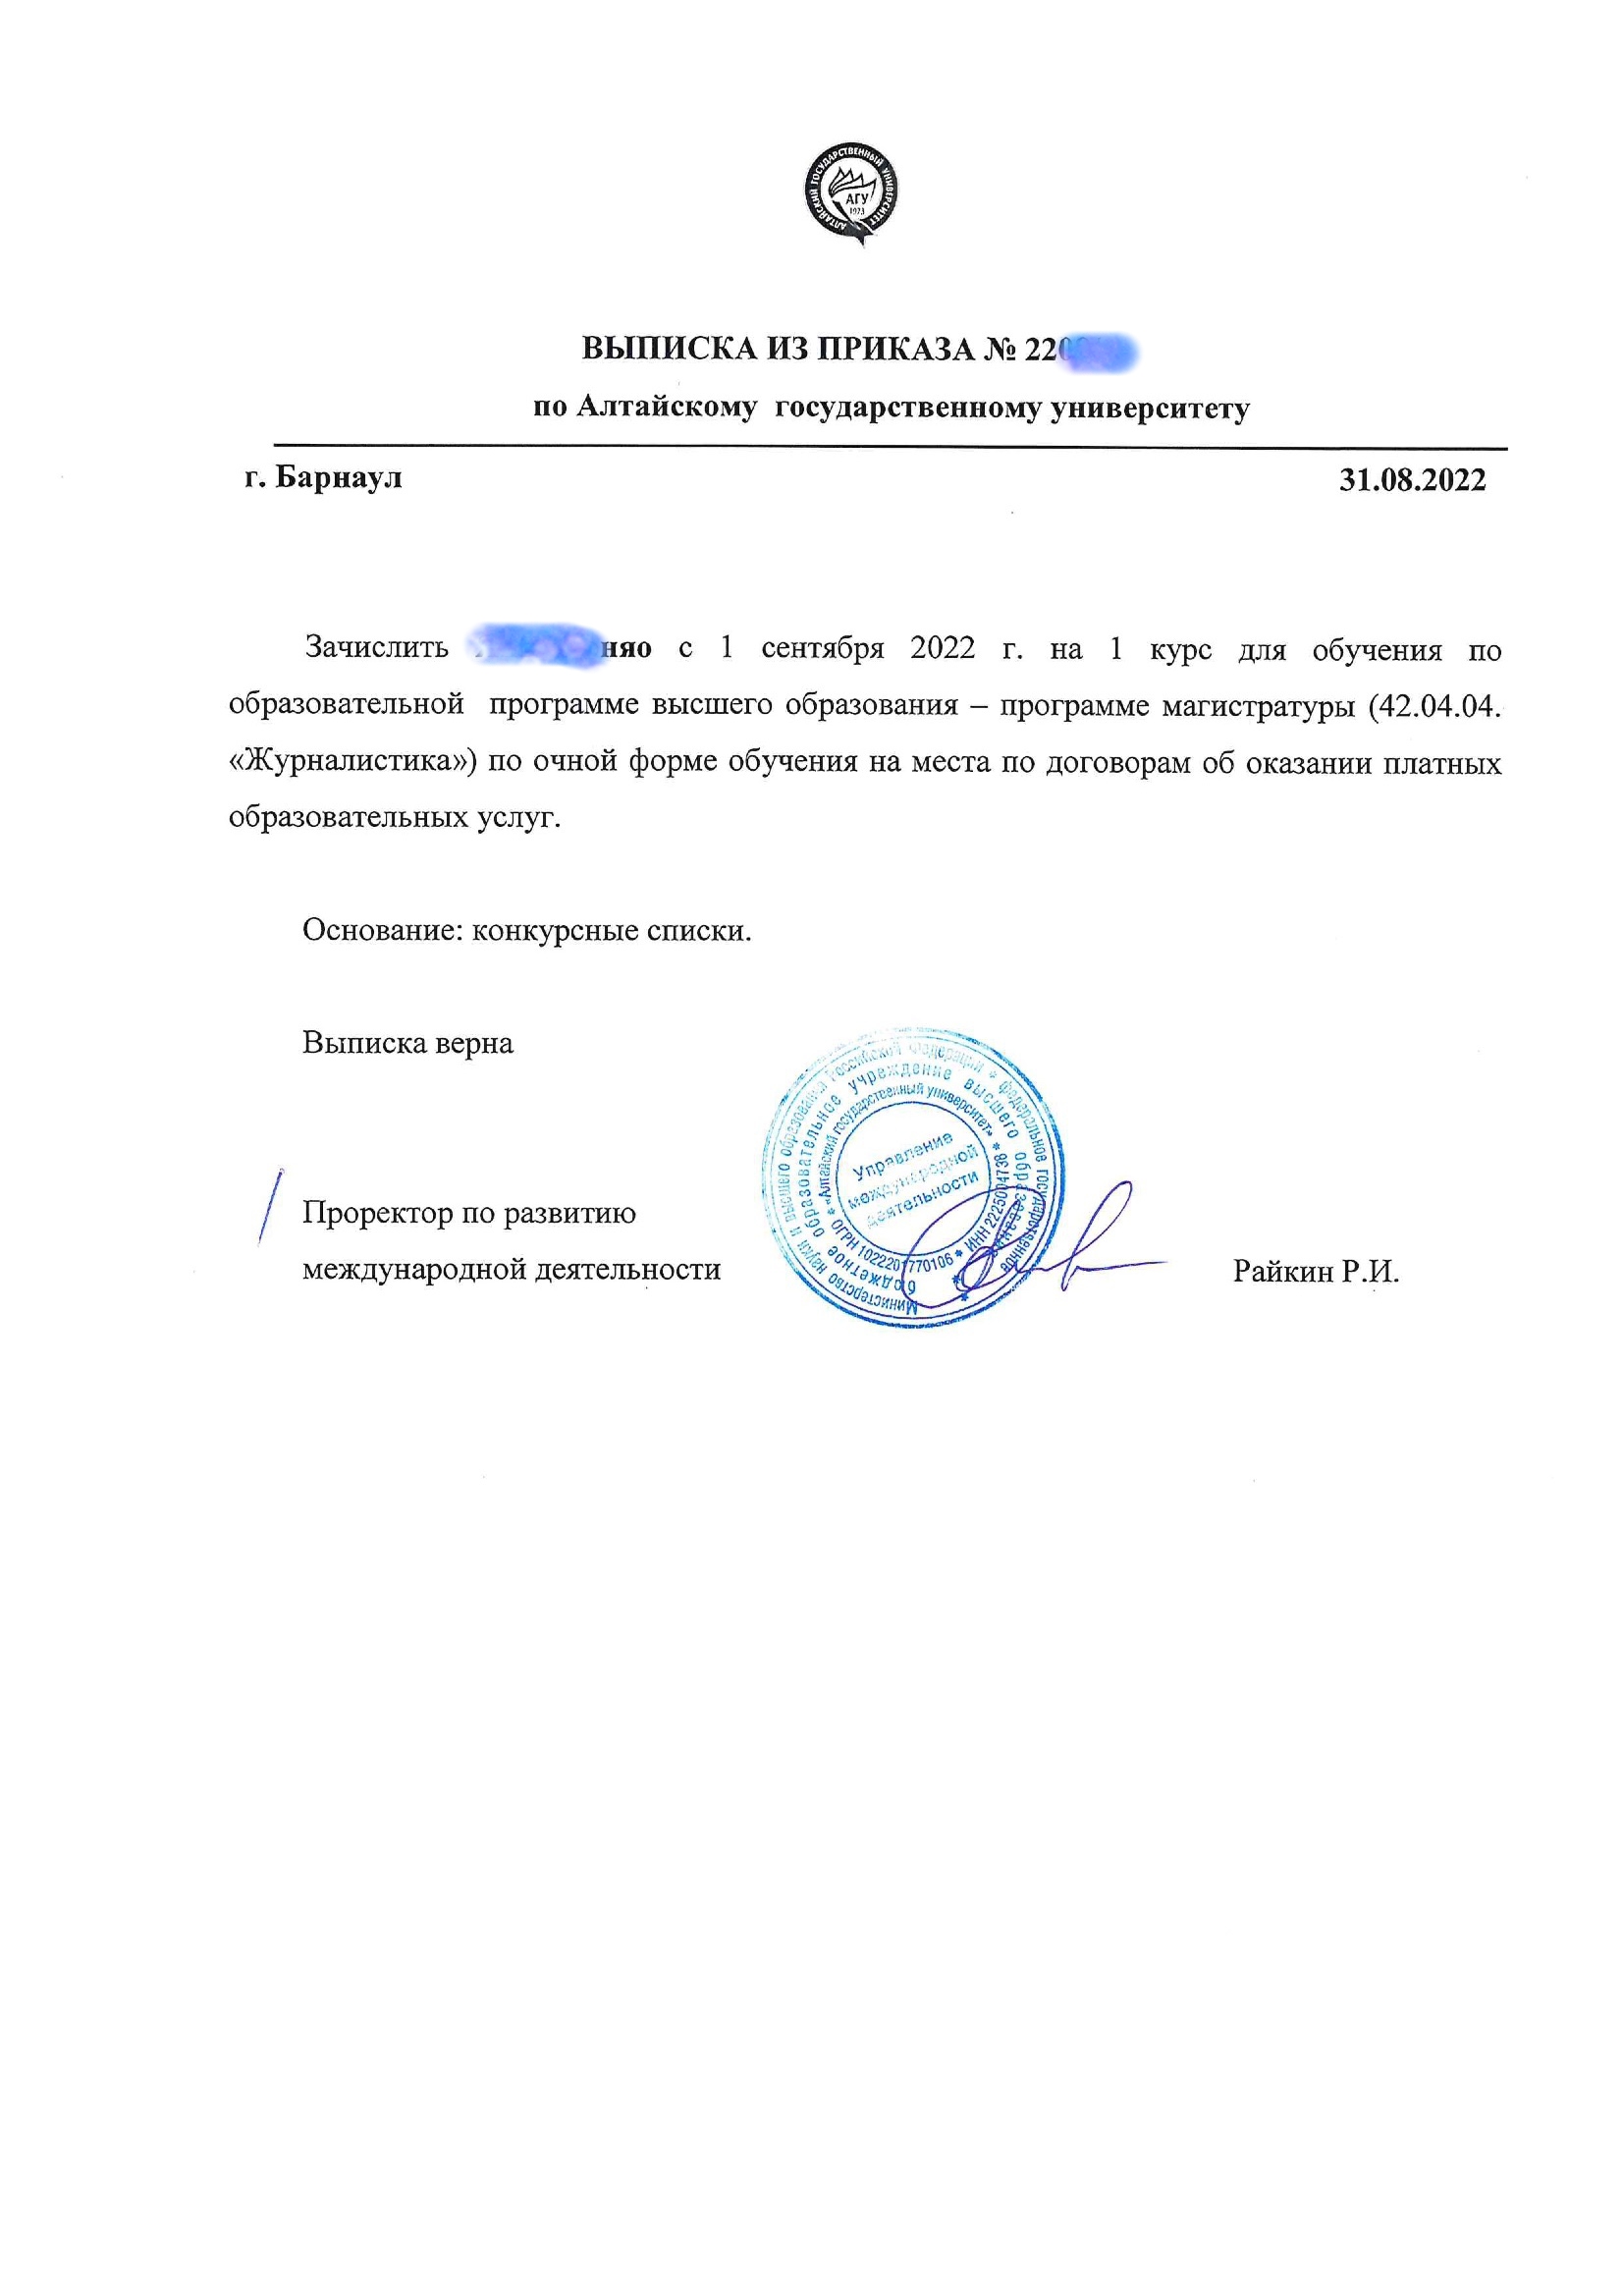 АЛТАЙСКИЙ ГОСУДАРСТВЕННЫЙ УНИВЕРСИТЕТ
АГУ
1973
ВЫПИСКА ИЗ ПРИКАЗА № 220
по Алтайскому государственному университету
г. Барнаул 31.08.2022
Зачислить няо с 1 сентября 2022 г. на 1 курс для обучения по
образовательной программе высшего образования – программе магистратуры (42.04.04.
«Журналистика») по очной форме обучения на места по договорам об оказании платных
образовательных услуг.
Основание: конкурсные списки.
Выписка верна
Министерство науки и высшего образования Российской Федерации * федеральное государственное
бюджетное образовательное учреждение высшего образования *
* «Алтайский государственный университет» *
ОГРН 1022201770106 * ИНН 2225004738
Управление
международной
деятельности
Проректор по развитию
международной деятельности Райкин Р.И.